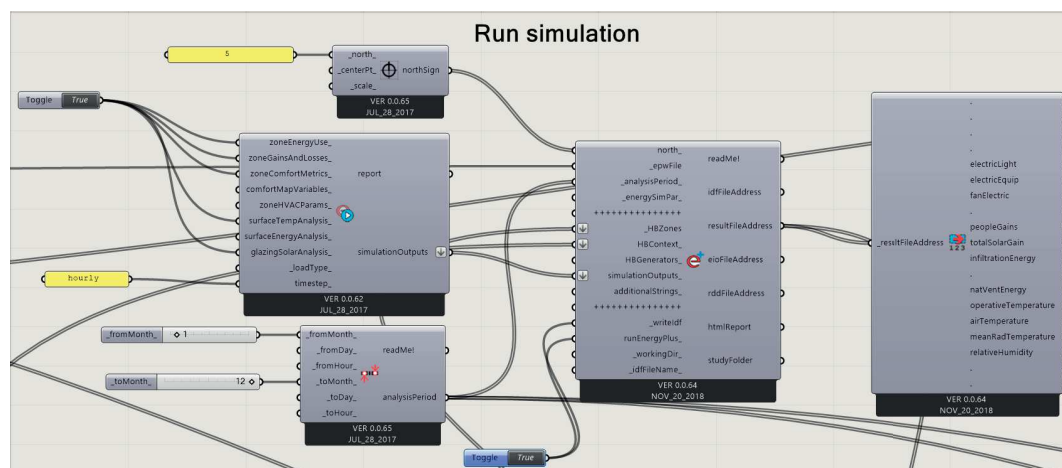 Run simulation
5
_north_
_centerPt_
_scale_
northSign
VER 0.0.65
JUL_28_2017
Toggle True
zoneEnergyUse_
zoneGainsAndLosses_
zoneComfortMetrics_
comfortMapVariables_
zoneHVACParams_
surfaceTempAnalysis_
surfaceEnergyAnalysis_
glazingSolarAnalysis_
_loadType_
timestep_
report
simulationOutputs
VER 0.0.62
JUL_28_2017
hourly
_fromMonth_ 1
_toMonth_ 12
_fromMonth_
_fromDay_
_fromHour_
_toMonth_
_toDay_
_toHour_
readMe!
analysisPeriod
VER 0.0.65
JUL_28_2017
north_
_epwFile
_analysisPeriod_
_energySimPar_
+++++++++++++++
_HBZones
HBContext_
HBGenerators_
simulationOutputs_
additionalStrings_
+++++++++++++++
_writeIdf
runEnergyPlus_
_workingDir_
_idfFileName_
readMe!
idfFileAddress
resultFileAddress
eioFileAddress
rddFileAddress
htmlReport
studyFolder
VER 0.0.64
NOV_20_2018
Toggle True
_resultFileAddress
123
.
.
.
.
electricLight
electricEquip
fanElectric
.
peopleGains
totalSolarGain
infiltrationEnergy
.
natVentEnergy
operativeTemperature
airTemperature
meanRadTemperature
relativeHumidity
.
.
VER 0.0.64
NOV_20_2018